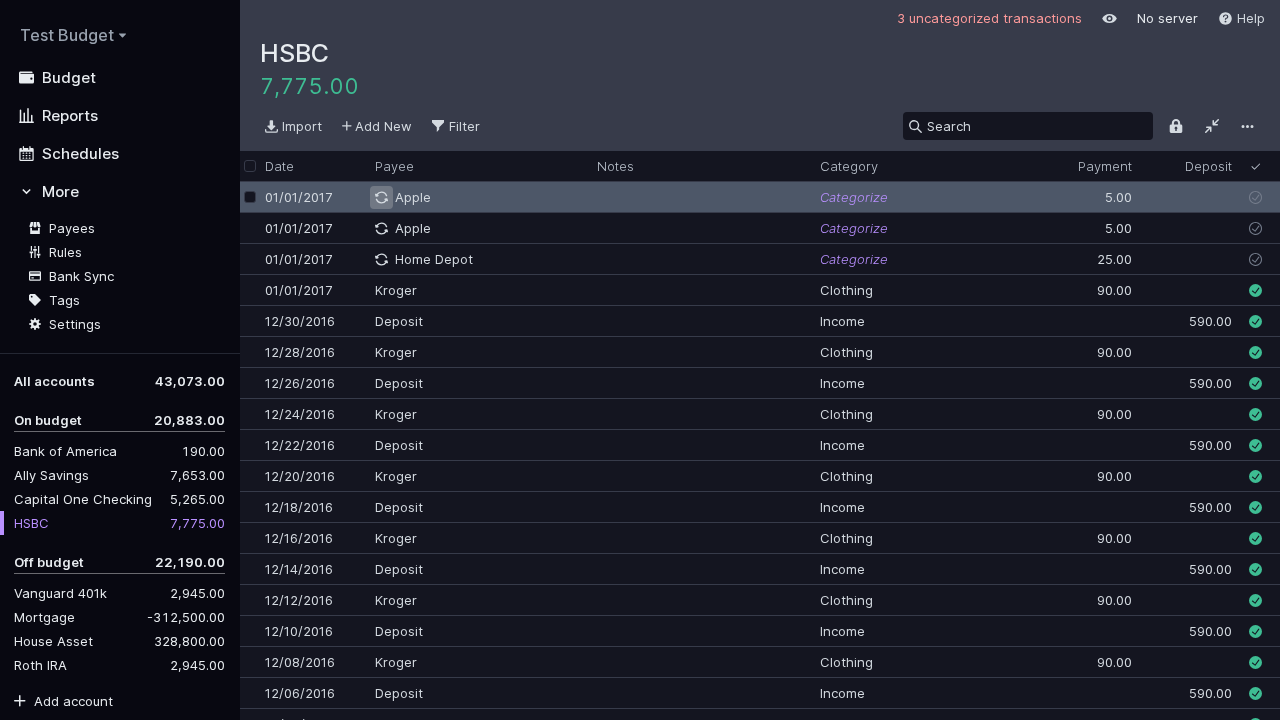 Test Budget
Budget
Reports
Schedules
More
Payees
Rules
Bank Sync
Tags
Settings
All accounts 43,073.00
On budget 20,883.00
Bank of America 190.00
Ally Savings 7,653.00
Capital One Checking 5,265.00
HSBC 7,775.00
Off budget 22,190.00
Vanguard 401k 2,945.00
Mortgage -312,500.00
House Asset 328,800.00
Roth IRA 2,945.00
Add account
3 uncategorized transactions No server Help
HSBC
7,775.00
Import Add New Filter Search
Date Payee Notes Category Payment Deposit
01/01/2017 Apple Categorize 5.00
01/01/2017 Apple Categorize 5.00
01/01/2017 Home Depot Categorize 25.00
01/01/2017 Kroger Clothing 90.00
12/30/2016 Deposit Income 590.00
12/28/2016 Kroger Clothing 90.00
12/26/2016 Deposit Income 590.00
12/24/2016 Kroger Clothing 90.00
12/22/2016 Deposit Income 590.00
12/20/2016 Kroger Clothing 90.00
12/18/2016 Deposit Income 590.00
12/16/2016 Kroger Clothing 90.00
12/14/2016 Deposit Income 590.00
12/12/2016 Kroger Clothing 90.00
12/10/2016 Deposit Income 590.00
12/08/2016 Kroger Clothing 90.00
12/06/2016 Deposit Income 590.00